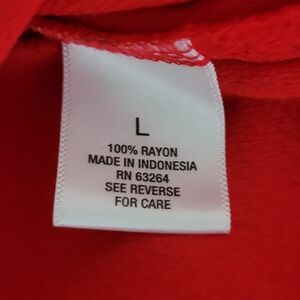 L
100% RAYON
MADE IN INDONESIA
RN 63264
SEE REVERSE
FOR CARE